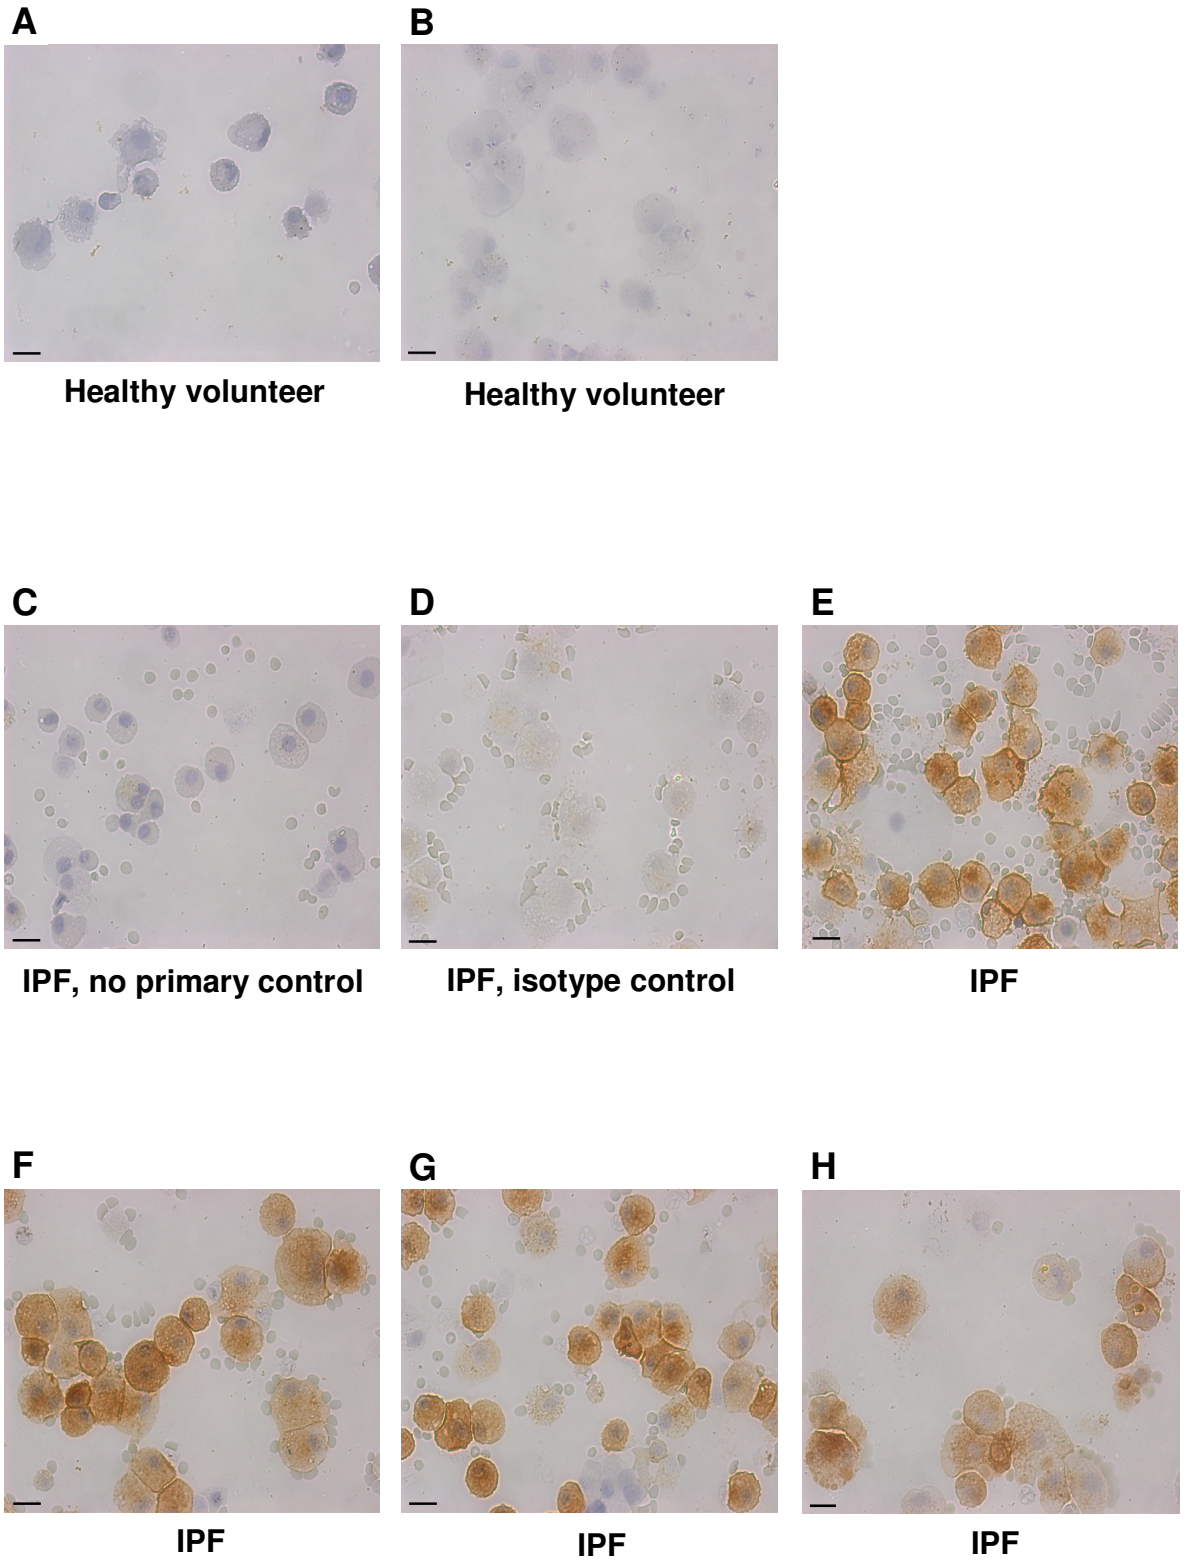 A
B
Healthy volunteer
Healthy volunteer
C
D
E
IPF, no primary control
IPF, isotype control
IPF
F
G
H
IPF
IPF
IPF